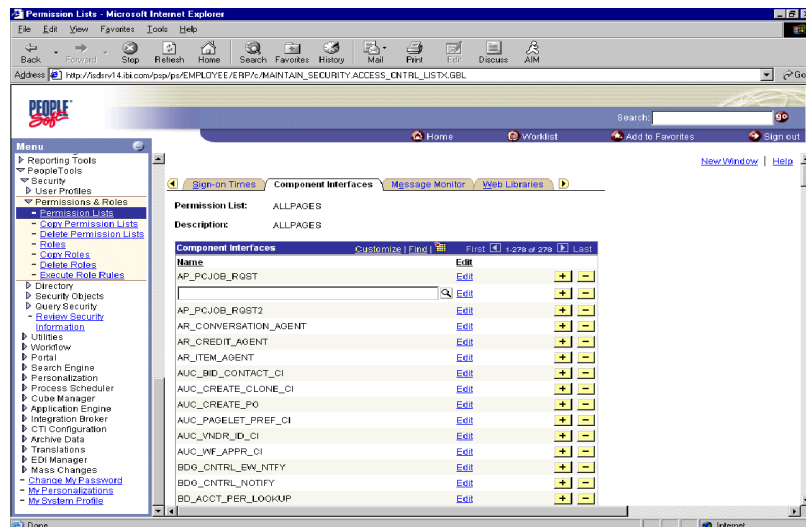 Permission Lists - Microsoft Internet Explorer
File Edit View Favorites Tools Help
Back Forward Stop Refresh Home Search Favorites History Mail Print Edit Discuss AIM
Address http://isdsrv14.ibi.com/psp/ps/EMPLOYEE/ERP/c/MAINTAIN_SECURITY.ACCESS_CNTRL_LISTX.GBL Go
PEOPLE Soft
Search: go
Home Worklist Add to Favorites Sign out
Menu
Reporting Tools
PeopleTools
Security
User Profiles
Permissions & Roles
Permission Lists
Copy Permission Lists
Delete Permission Lists
Roles
Copy Roles
Delete Roles
Execute Role Rules
Directory
Security Objects
Query Security
Review Security
Information
Utilities
Workflow
Portal
Search Engine
Personalization
Process Scheduler
Cube Manager
Application Engine
Integration Broker
CTI Configuration
Archive Data
Translations
EDI Manager
Mass Changes
Change My Password
My Personalizations
My System Profile
New Window | Help
Sign-on Times Component Interfaces Message Monitor Web Libraries
Permission List: ALLPAGES
Description: ALLPAGES
Component Interfaces Customize | Find | First 1-278 of 278 Last
Name Edit
AP_PCJOB_RQST Edit + -
Edit + -
AP_PCJOB_RQST2 Edit + -
AR_CONVERSATION_AGENT Edit + -
AR_CREDIT_AGENT Edit + -
AR_ITEM_AGENT Edit + -
AUC_BID_CONTACT_CI Edit + -
AUC_CREATE_CLONE_CI Edit + -
AUC_CREATE_PO Edit + -
AUC_PAGELET_PREF_CI Edit + -
AUC_VNDR_ID_CI Edit + -
AUC_WF_APPR_CI Edit + -
BDG_CNTRL_EW_NTFY Edit + -
BDG_CNTRL_NOTIFY Edit + -
BD_ACCT_PER_LOOKUP Edit + -
Done Internet